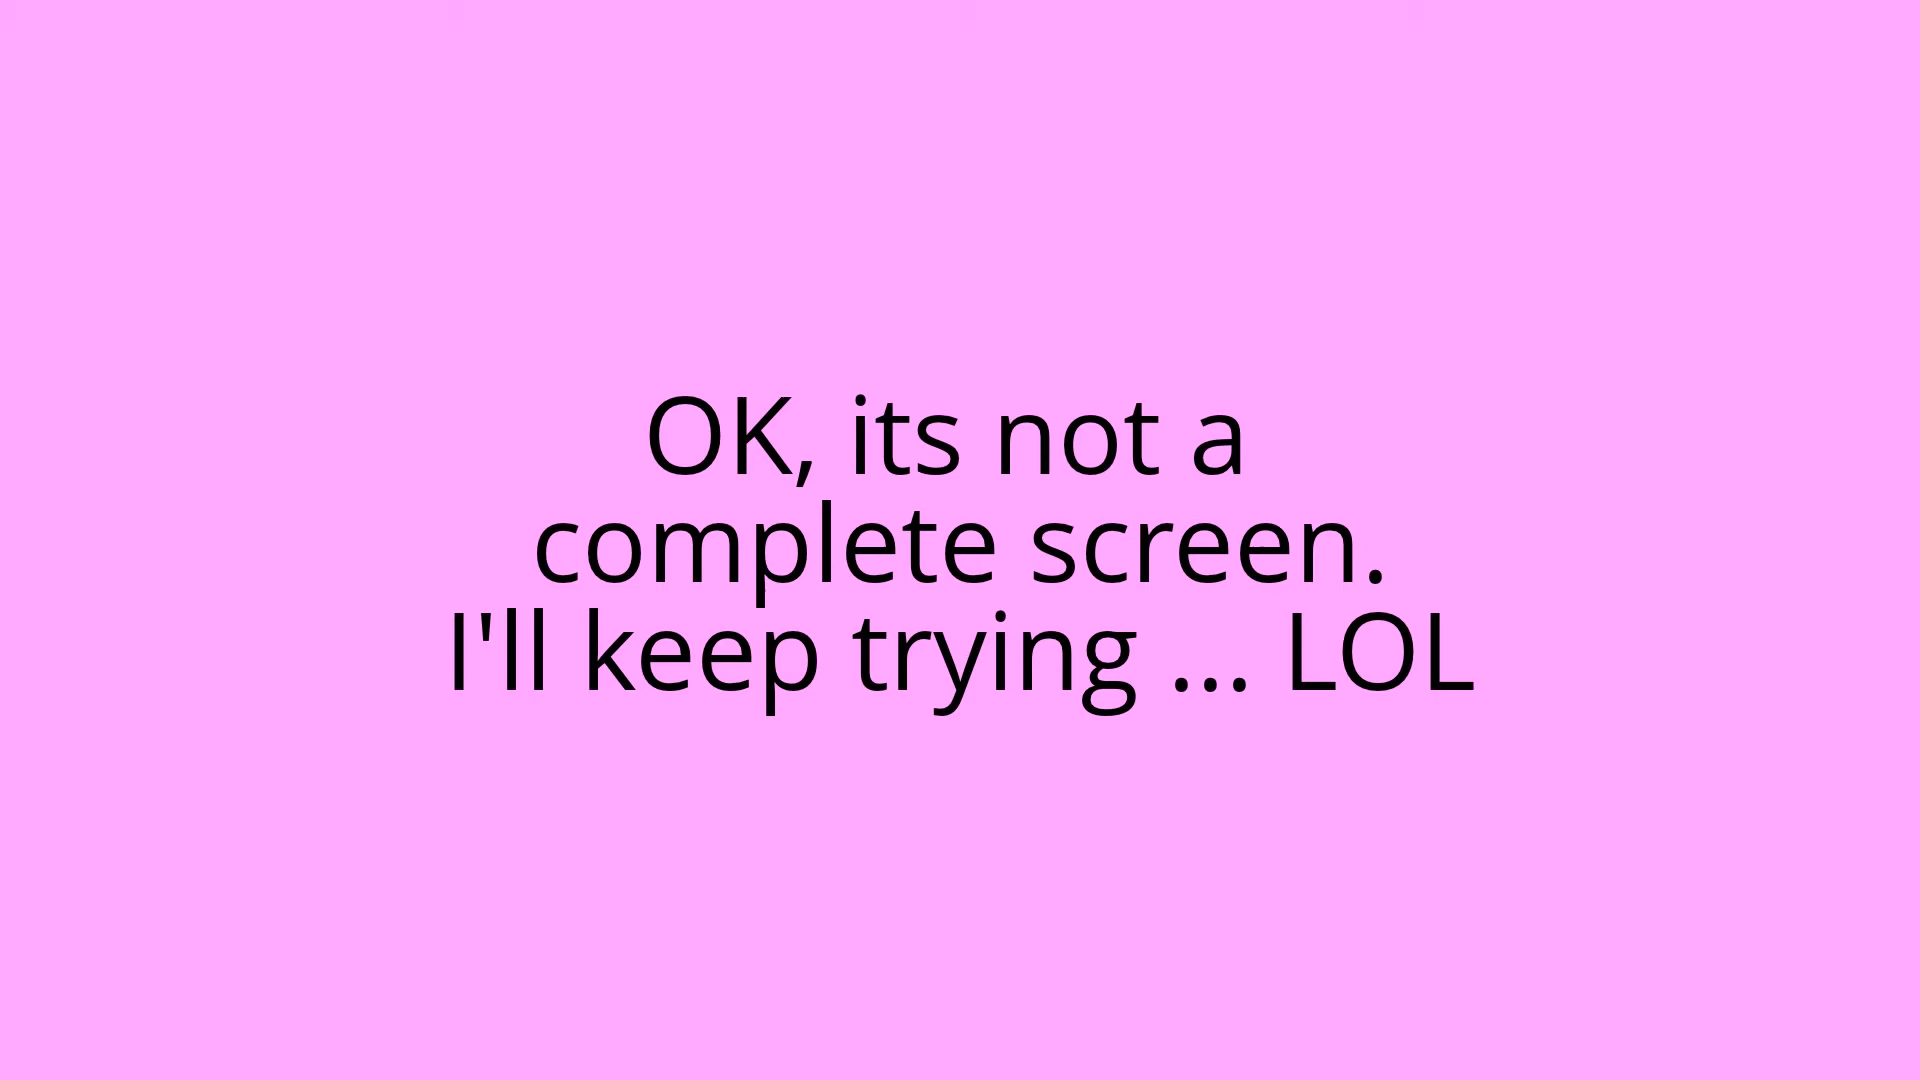 OK, its not a
complete screen.
I'll keep trying ... LOL